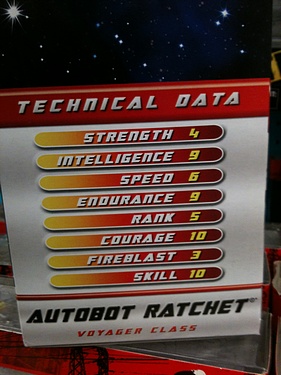 TECHNICAL DATA
STRENGTH 4
INTELLIGENCE 9
SPEED 6
ENDURANCE 9
RANK 5
COURAGE 10
FIREBLAST 3
SKILL 10
AUTOBOT RATCHET
VOYAGER CLASS